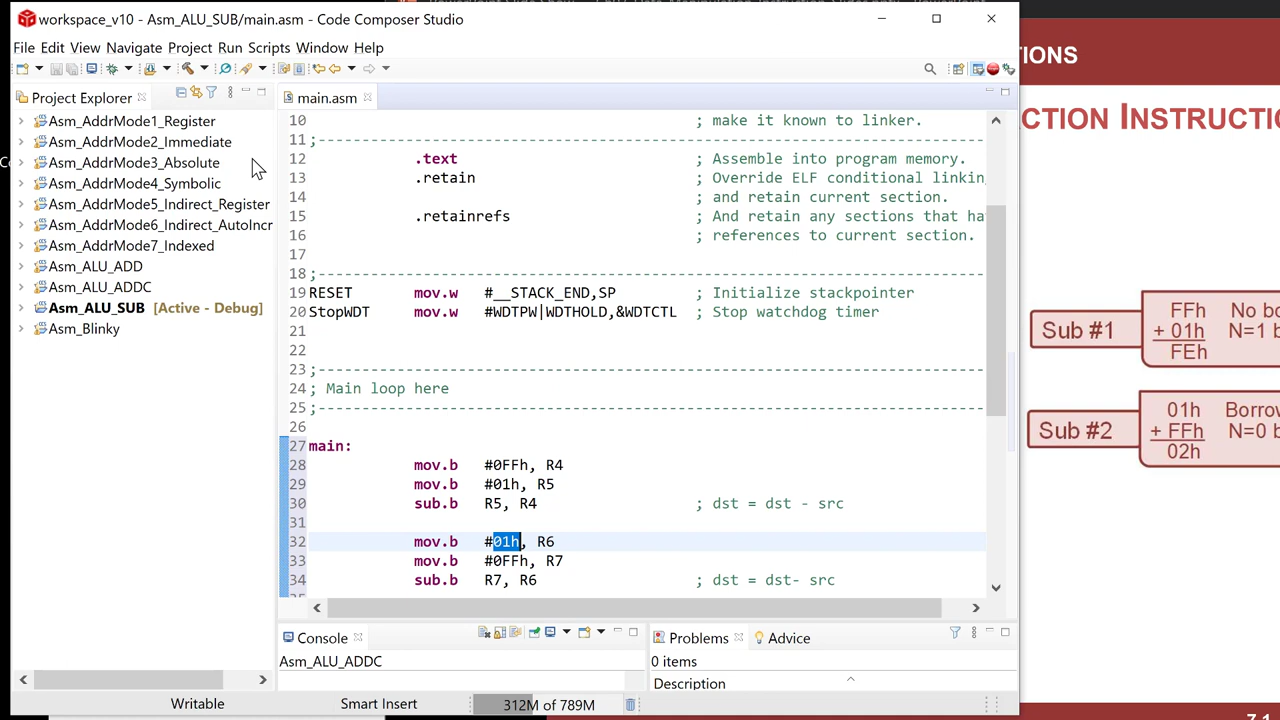 workspace_v10 - Asm_ALU_SUB/main.asm - Code Composer Studio
File Edit View Navigate Project Run Scripts Window Help
Project Explorer
Asm_AddrMode1_Register
Asm_AddrMode2_Immediate
Asm_AddrMode3_Absolute
Asm_AddrMode4_Symbolic
Asm_AddrMode5_Indirect_Register
Asm_AddrMode6_Indirect_AutoIncr
Asm_AddrMode7_Indexed
Asm_ALU_ADD
Asm_ALU_ADDC
Asm_ALU_SUB [Active - Debug]
Asm_Blinky
main.asm
10 ; make it known to linker.
11 ;-------------------------------------------------------------------------------
12 .text ; Assemble into program memory.
13 .retain ; Override ELF conditional linkin
14 ; and retain current section.
15 .retainrefs ; And retain any sections that ha
16 ; references to current section.
17
18 ;-------------------------------------------------------------------------------
19 RESET mov.w #__STACK_END,SP ; Initialize stackpointer
20 StopWDT mov.w #WDTPW|WDTHOLD,&WDTCTL ; Stop watchdog timer
21
22
23 ;-------------------------------------------------------------------------------
24 ; Main loop here
25 ;-------------------------------------------------------------------------------
26
27 main:
28 mov.b #0FFh, R4
29 mov.b #01h, R5
30 sub.b R5, R4 ; dst = dst - src
31
32 mov.b #01h, R6
33 mov.b #0FFh, R7
34 sub.b R7, R6 ; dst = dst- src
Console
Asm_ALU_ADDC
Problems
Advice
0 items
Description
Writable Smart Insert 312M of 789M
IONS
CTION INSTRUCTI
Sub #1
FFh
+ 01h
FEh
No bo
N=1 b
Sub #2
01h
+ FFh
02h
Borrow
N=0 b
7.1